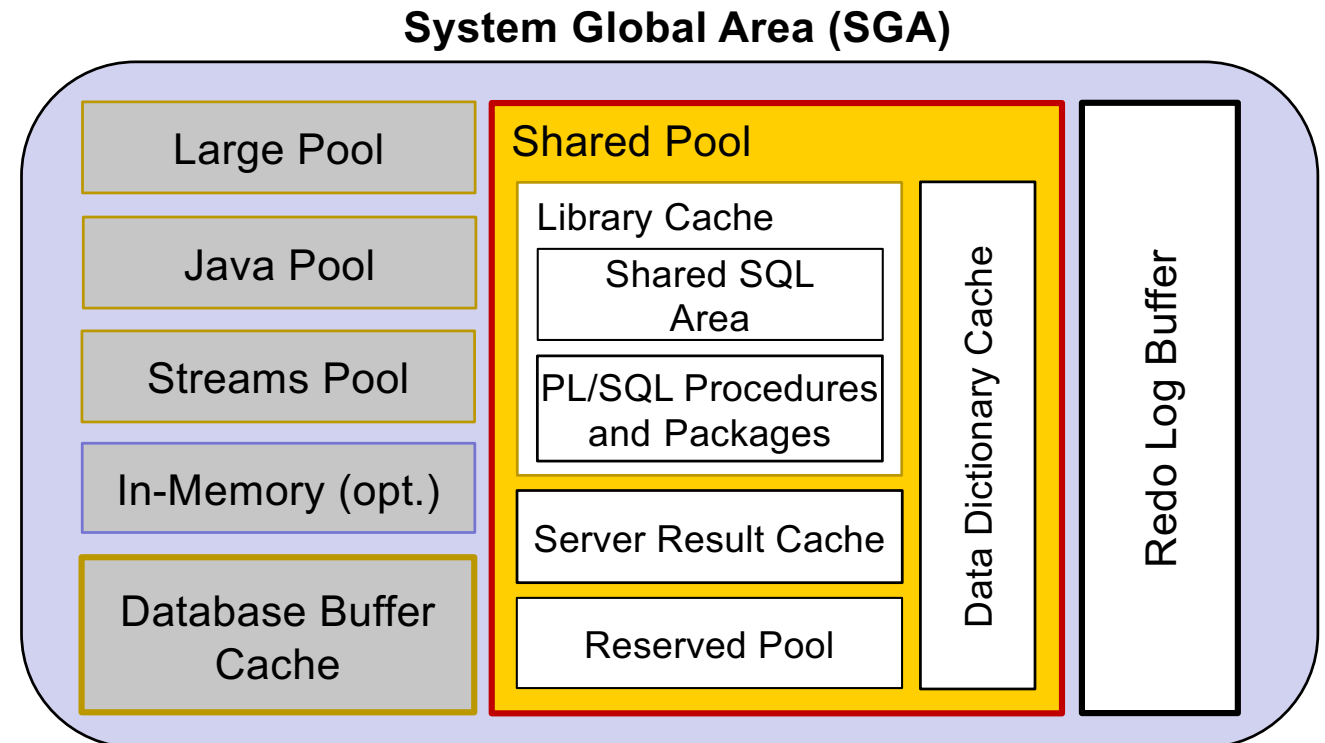 System Global Area (SGA)
Large Pool
Java Pool
Streams Pool
In-Memory (opt.)
Database Buffer
Cache
Shared Pool
Library Cache
Shared SQL
Area
PL/SQL Procedures
and Packages
Server Result Cache
Reserved Pool
Data Dictionary Cache
Redo Log Buffer